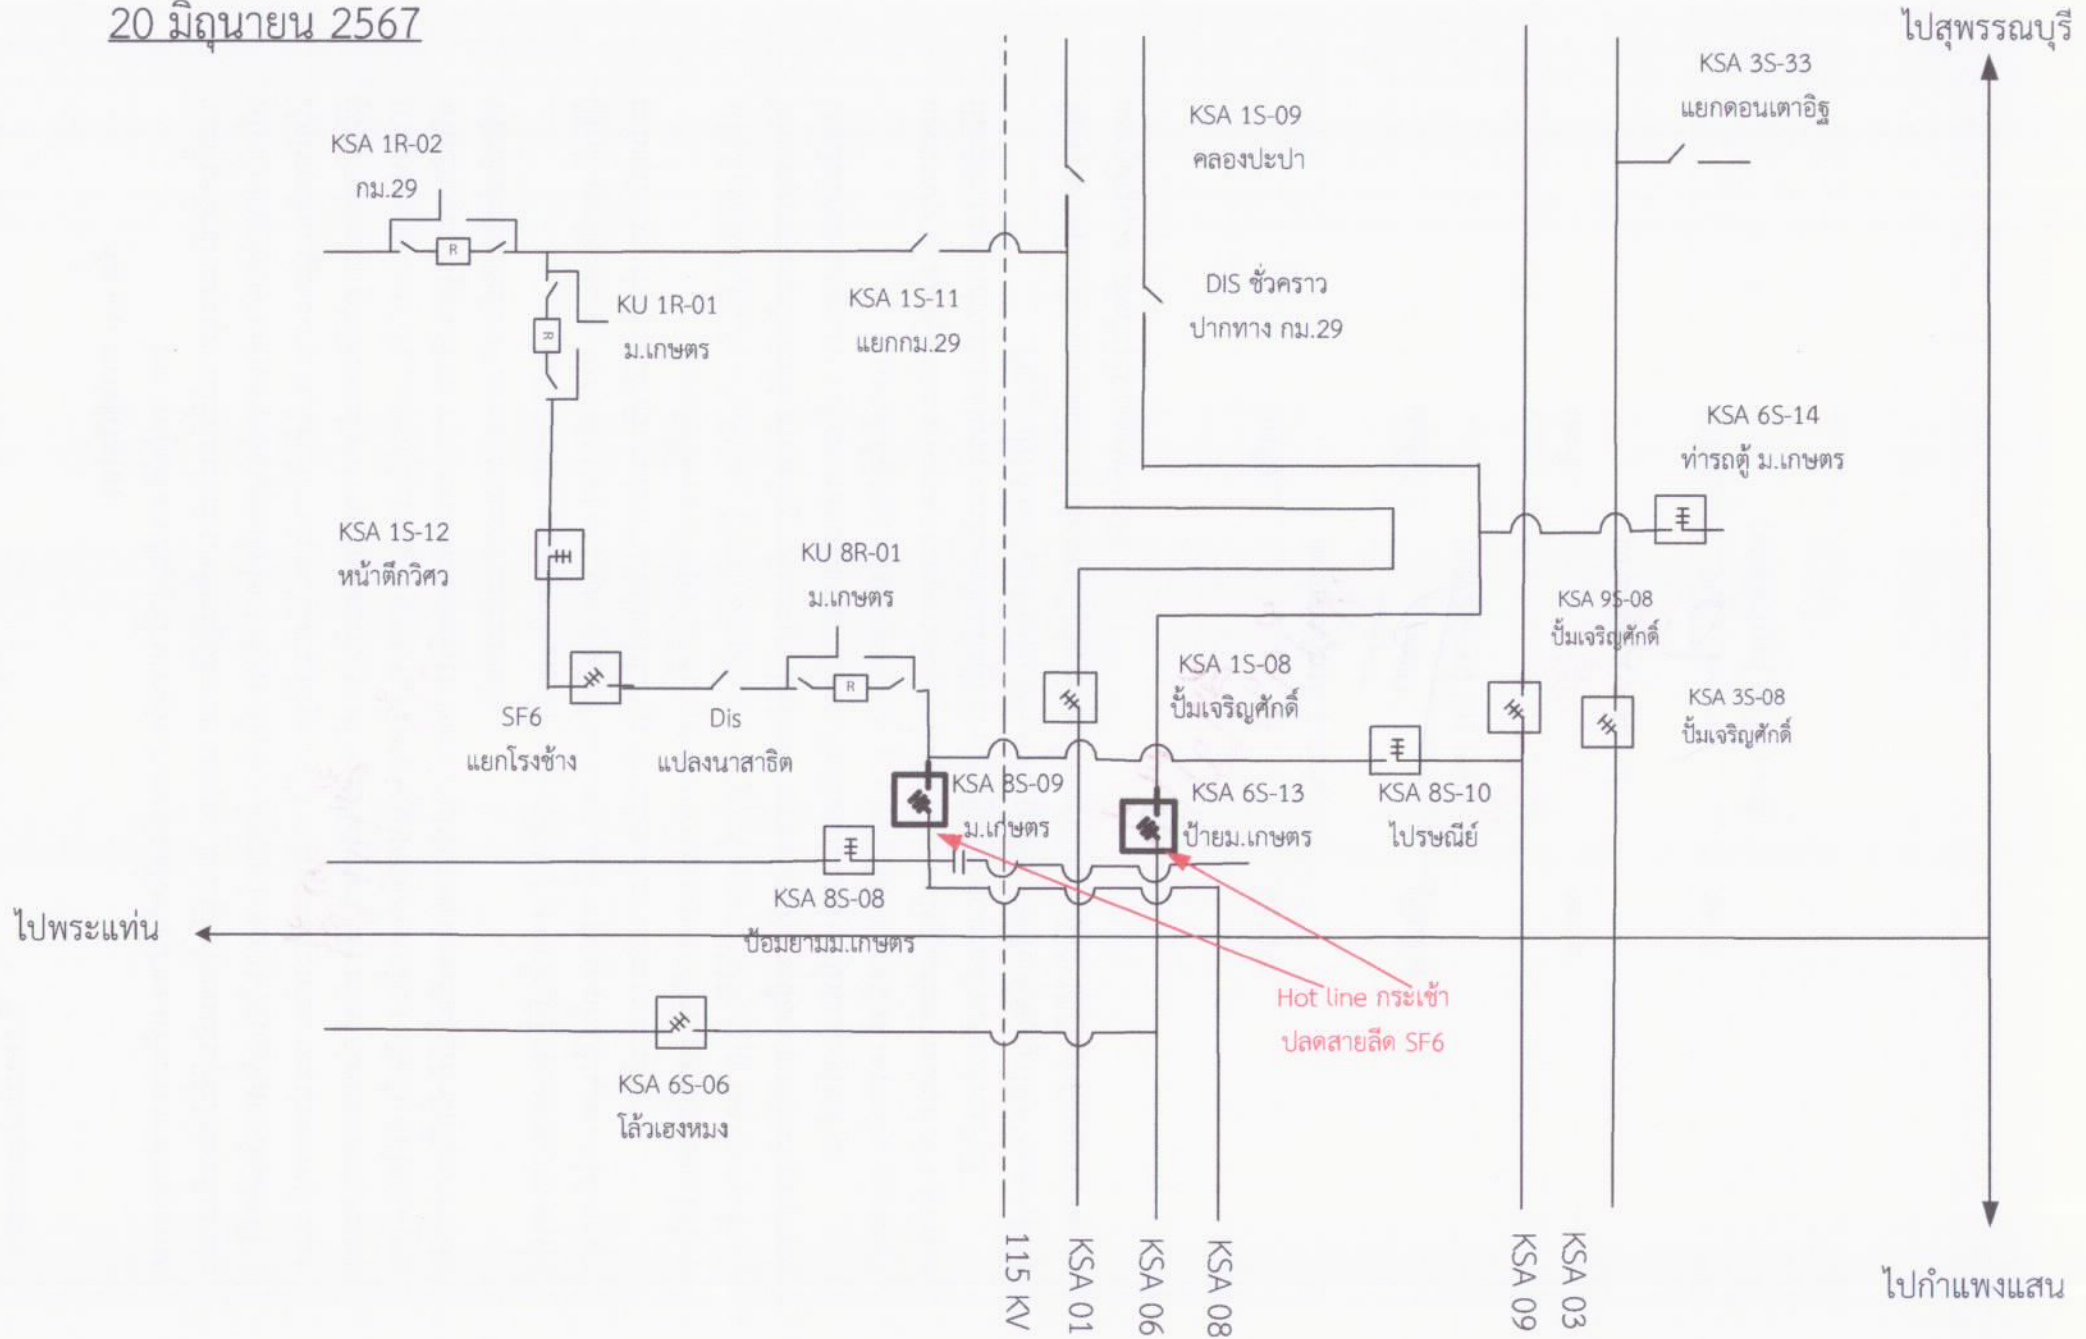 20 มิถุนายน 2567
ไปสุพรรณบุรี
KSA 3S-33
แยกดอนเตาอิฐ
KSA 1S-09
คลองปะปา
KSA 1R-02
กม.29
R
KU 1R-01
ม.เกษตร
R
KSA 1S-11
แยกกม.29
DIS ชั่วคราว
ปากทาง กม.29
KSA 6S-14
ท่ารถตู้ ม.เกษตร
KSA 1S-12
หน้าตึกวิศว
KU 8R-01
ม.เกษตร
R
KSA 9S-08
ปั้มเจริญศักดิ์
KSA 1S-08
ปั้มเจริญศักดิ์
KSA 3S-08
ปั้มเจริญศักดิ์
SF6
แยกโรงช้าง
Dis
แปลงนาสาธิต
KSA 8S-09
ม.เกษตร
KSA 6S-13
ป้ายม.เกษตร
KSA 8S-10
ไปรษณีย์
KSA 8S-08
ป้อมยามม.เกษตร
ไปพระแท่น
Hot line กระเช้า
ปลดสายลีด SF6
KSA 6S-06
โล้วเฮงหมง
115 KV
KSA 01
KSA 06
KSA 08
KSA 09
KSA 03
ไปกำแพงแสน